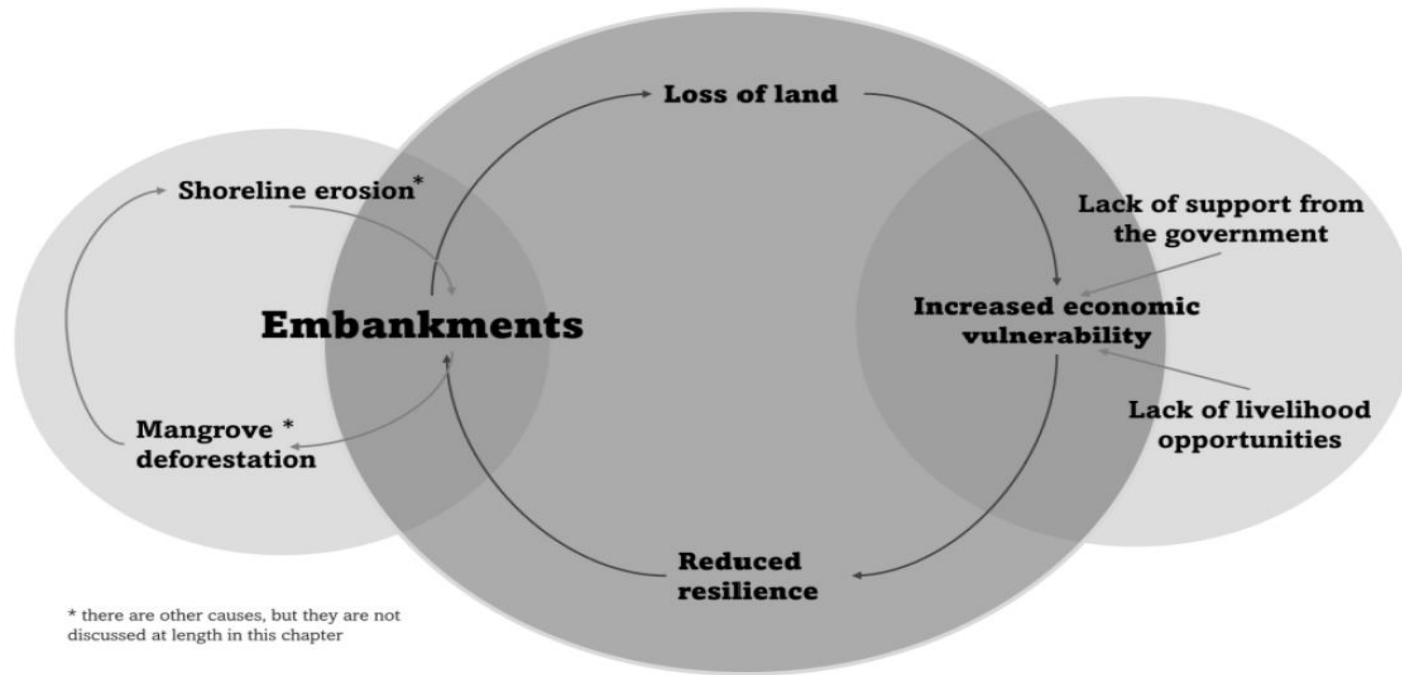 Loss of land
Shoreline erosion*
Lack of support from
the government
Embankments
Increased economic
vulnerability
Mangrove *
deforestation
Lack of livelihood
opportunities
Reduced
resilience
* there are other causes, but they are not
discussed at length in this chapter